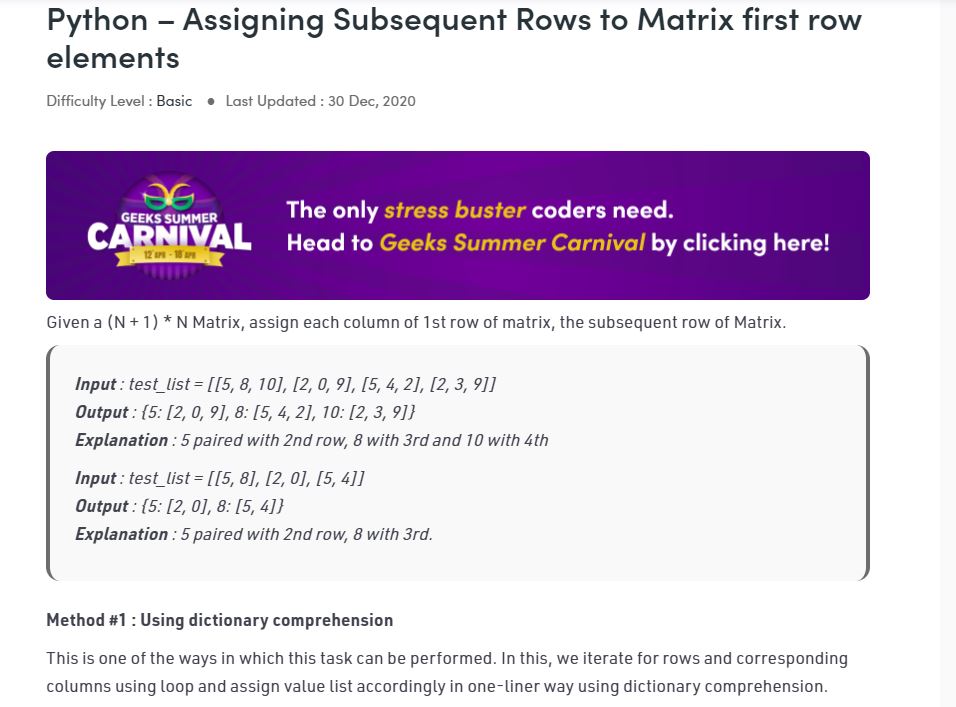 Python – Assigning Subsequent Rows to Matrix first row
elements
Difficulty Level : Basic ● Last Updated : 30 Dec, 2020
GEEKS SUMMER
CARNIVAL
12 APR - 18 APR
The only stress buster coders need.
Head to Geeks Summer Carnival by clicking here!
Given a (N + 1) * N Matrix, assign each column of 1st row of matrix, the subsequent row of Matrix.
Input : test_list = [[5, 8, 10], [2, 0, 9], [5, 4, 2], [2, 3, 9]]
Output : {5: [2, 0, 9], 8: [5, 4, 2], 10: [2, 3, 9]}
Explanation : 5 paired with 2nd row, 8 with 3rd and 10 with 4th
Input : test_list = [[5, 8], [2, 0], [5, 4]]
Output : {5: [2, 0], 8: [5, 4]}
Explanation : 5 paired with 2nd row, 8 with 3rd.
Method #1 : Using dictionary comprehension
This is one of the ways in which this task can be performed. In this, we iterate for rows and corresponding
columns using loop and assign value list accordingly in one-liner way using dictionary comprehension.